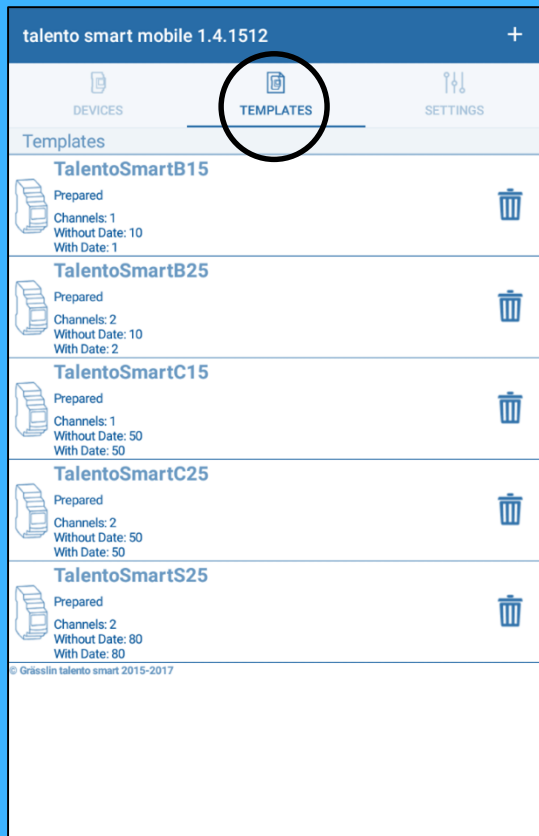 talento smart mobile 1.4.1512 +
DEVICES TEMPLATES SETTINGS
Templates
TalentoSmartB15
Prepared
Channels: 1
Without Date: 10
With Date: 1
TalentoSmartB25
Prepared
Channels: 2
Without Date: 10
With Date: 2
TalentoSmartC15
Prepared
Channels: 1
Without Date: 50
With Date: 50
TalentoSmartC25
Prepared
Channels: 2
Without Date: 50
With Date: 50
TalentoSmartS25
Prepared
Channels: 2
Without Date: 80
With Date: 80
© Grässlin talento smart 2015-2017